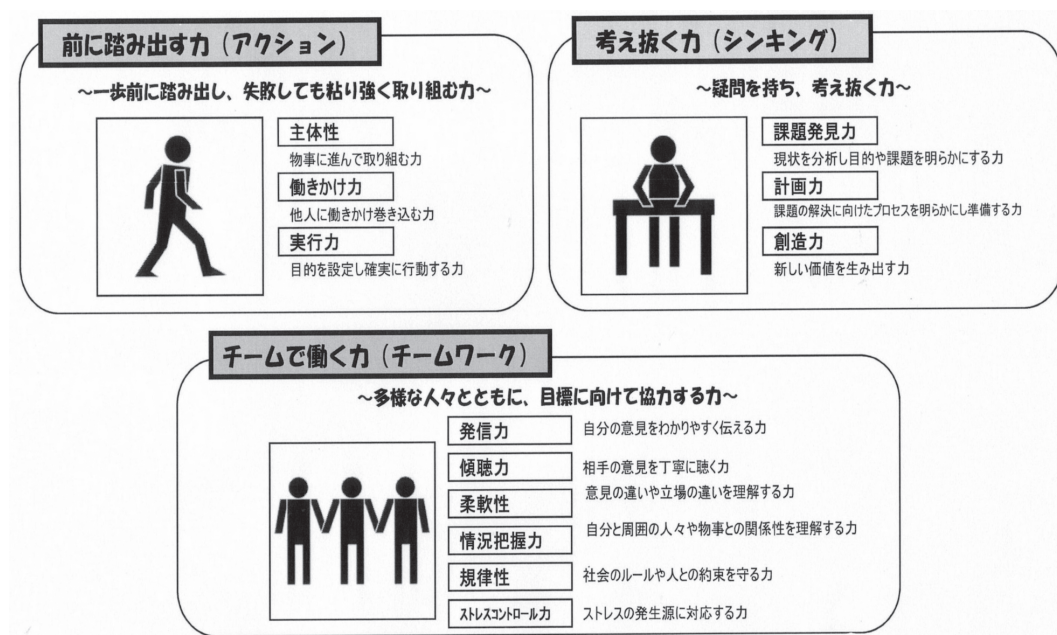 前に踏み出す力（アクション）
～一歩前に踏み出し、失敗しても粘り強く取り組む力～
主体性
物事に進んで取り組む力
働きかけ力
他人に働きかけ巻き込む力
実行力
目的を設定し確実に行動する力
考え抜く力（シンキング）
～疑問を持ち、考え抜く力～
課題発見力
現状を分析し目的や課題を明らかにする力
計画力
課題の解決に向けたプロセスを明らかにし準備する力
創造力
新しい価値を生み出す力
チームで働く力（チームワーク）
～多様な人々とともに、目標に向けて協力する力～
発信力
自分の意見をわかりやすく伝える力
傾聴力
相手の意見を丁寧に聴く力
柔軟性
意見の違いや立場の違いを理解する力
情況把握力
自分と周囲の人々や物事との関係性を理解する力
規律性
社会のルールや人との約束を守る力
ストレスコントロール力
ストレスの発生源に対応する力